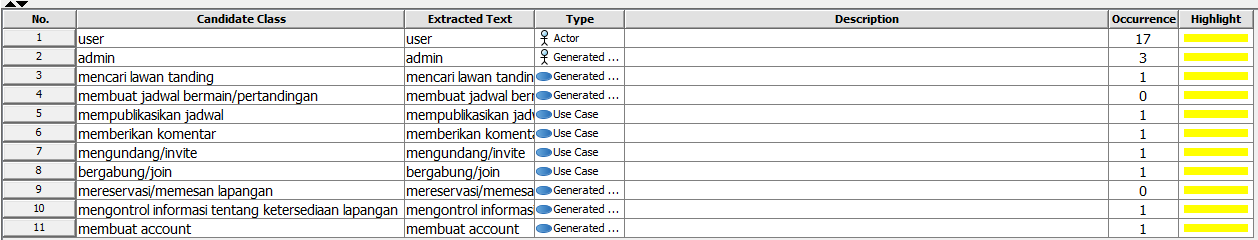 No. Candidate Class Extracted Text Type Description Occurrence Highlight
1 user user Actor 17
2 admin admin Generated ... 3
3 mencari lawan tanding mencari lawan tandin Generated ... 1
4 membuat jadwal bermain/pertandingan membuat jadwal ber Generated ... 0
5 mempublikasikan jadwal mempublikasikan jad Use Case 1
6 memberikan komentar memberikan koment Use Case 1
7 mengundang/invite mengundang/invite Use Case 1
8 bergabung/join bergabung/join Use Case 1
9 mereservasi/memesan lapangan mereservasi/memesa Generated ... 0
10 mengontrol informasi tentang ketersediaan lapangan mengontrol informas Generated ... 1
11 membuat account membuat account Generated ... 1